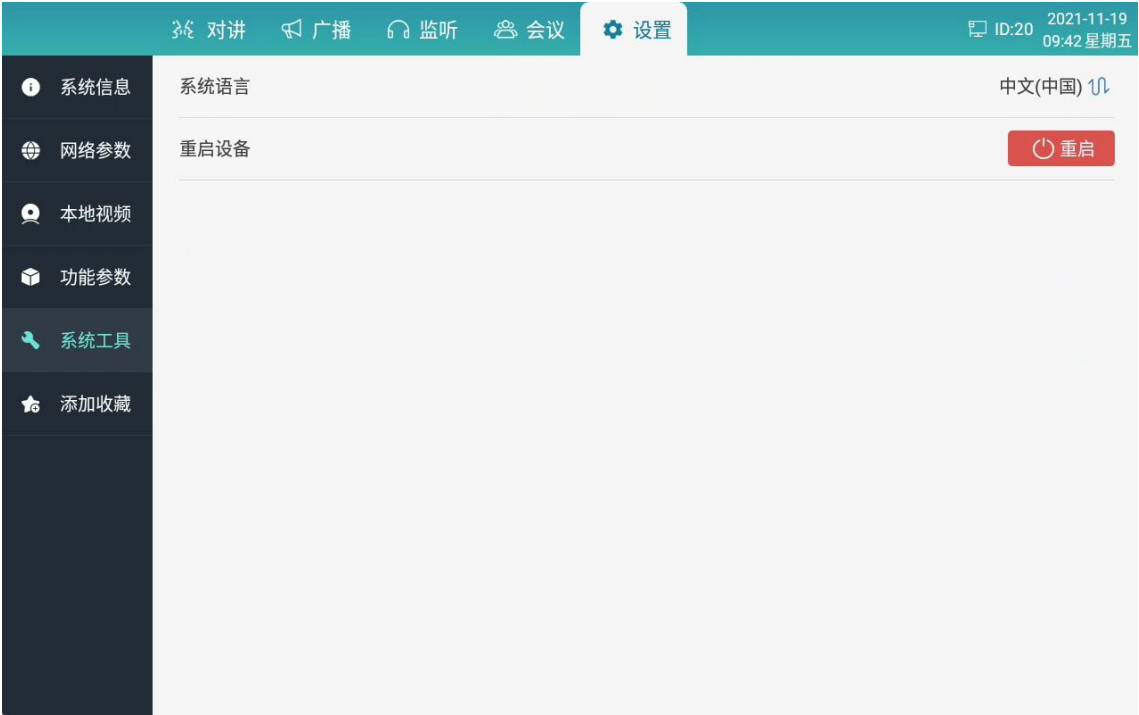 对讲 广播 监听 会议 设置 ID:20 2021-11-19
09:42 星期五
系统信息
网络参数
本地视频
功能参数
系统工具
添加收藏
系统语言 中文(中国)
重启设备 重启